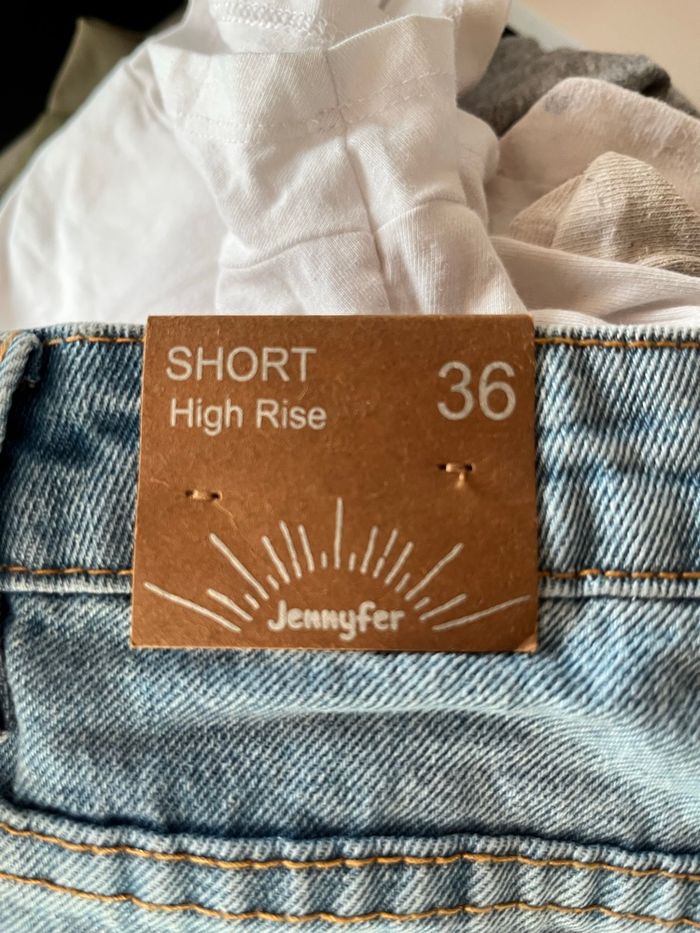 SHORT
High Rise
36
Jennyfer